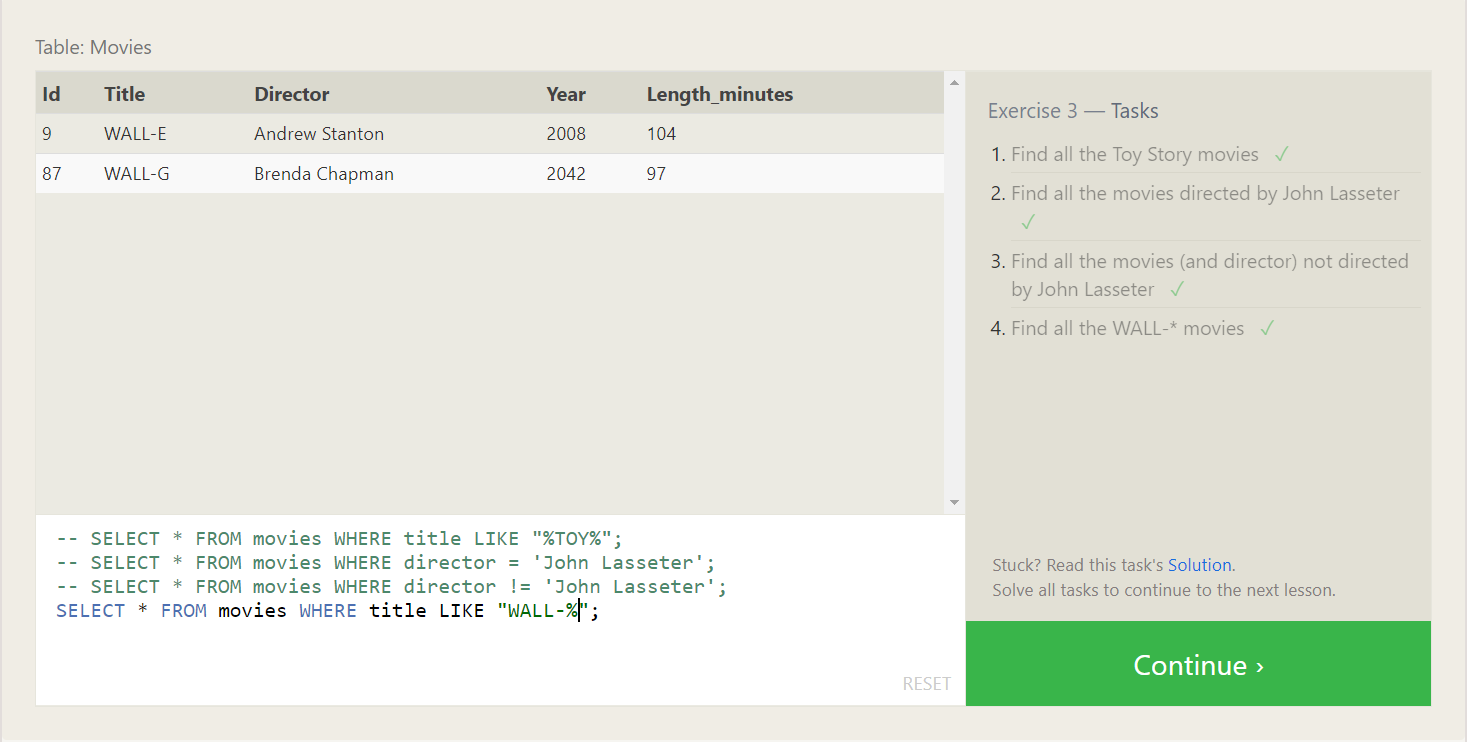 Table: Movies
Id Title Director Year Length_minutes
9 WALL-E Andrew Stanton 2008 104
87 WALL-G Brenda Chapman 2042 97
-- SELECT * FROM movies WHERE title LIKE "%TOY%";
-- SELECT * FROM movies WHERE director = 'John Lasseter';
-- SELECT * FROM movies WHERE director != 'John Lasseter';
SELECT * FROM movies WHERE title LIKE "WALL-%";
RESET
Exercise 3 — Tasks
1. Find all the Toy Story movies ✓
2. Find all the movies directed by John Lasseter
✓
3. Find all the movies (and director) not directed
by John Lasseter ✓
4. Find all the WALL-* movies ✓
Stuck? Read this task's Solution.
Solve all tasks to continue to the next lesson.
Continue ›